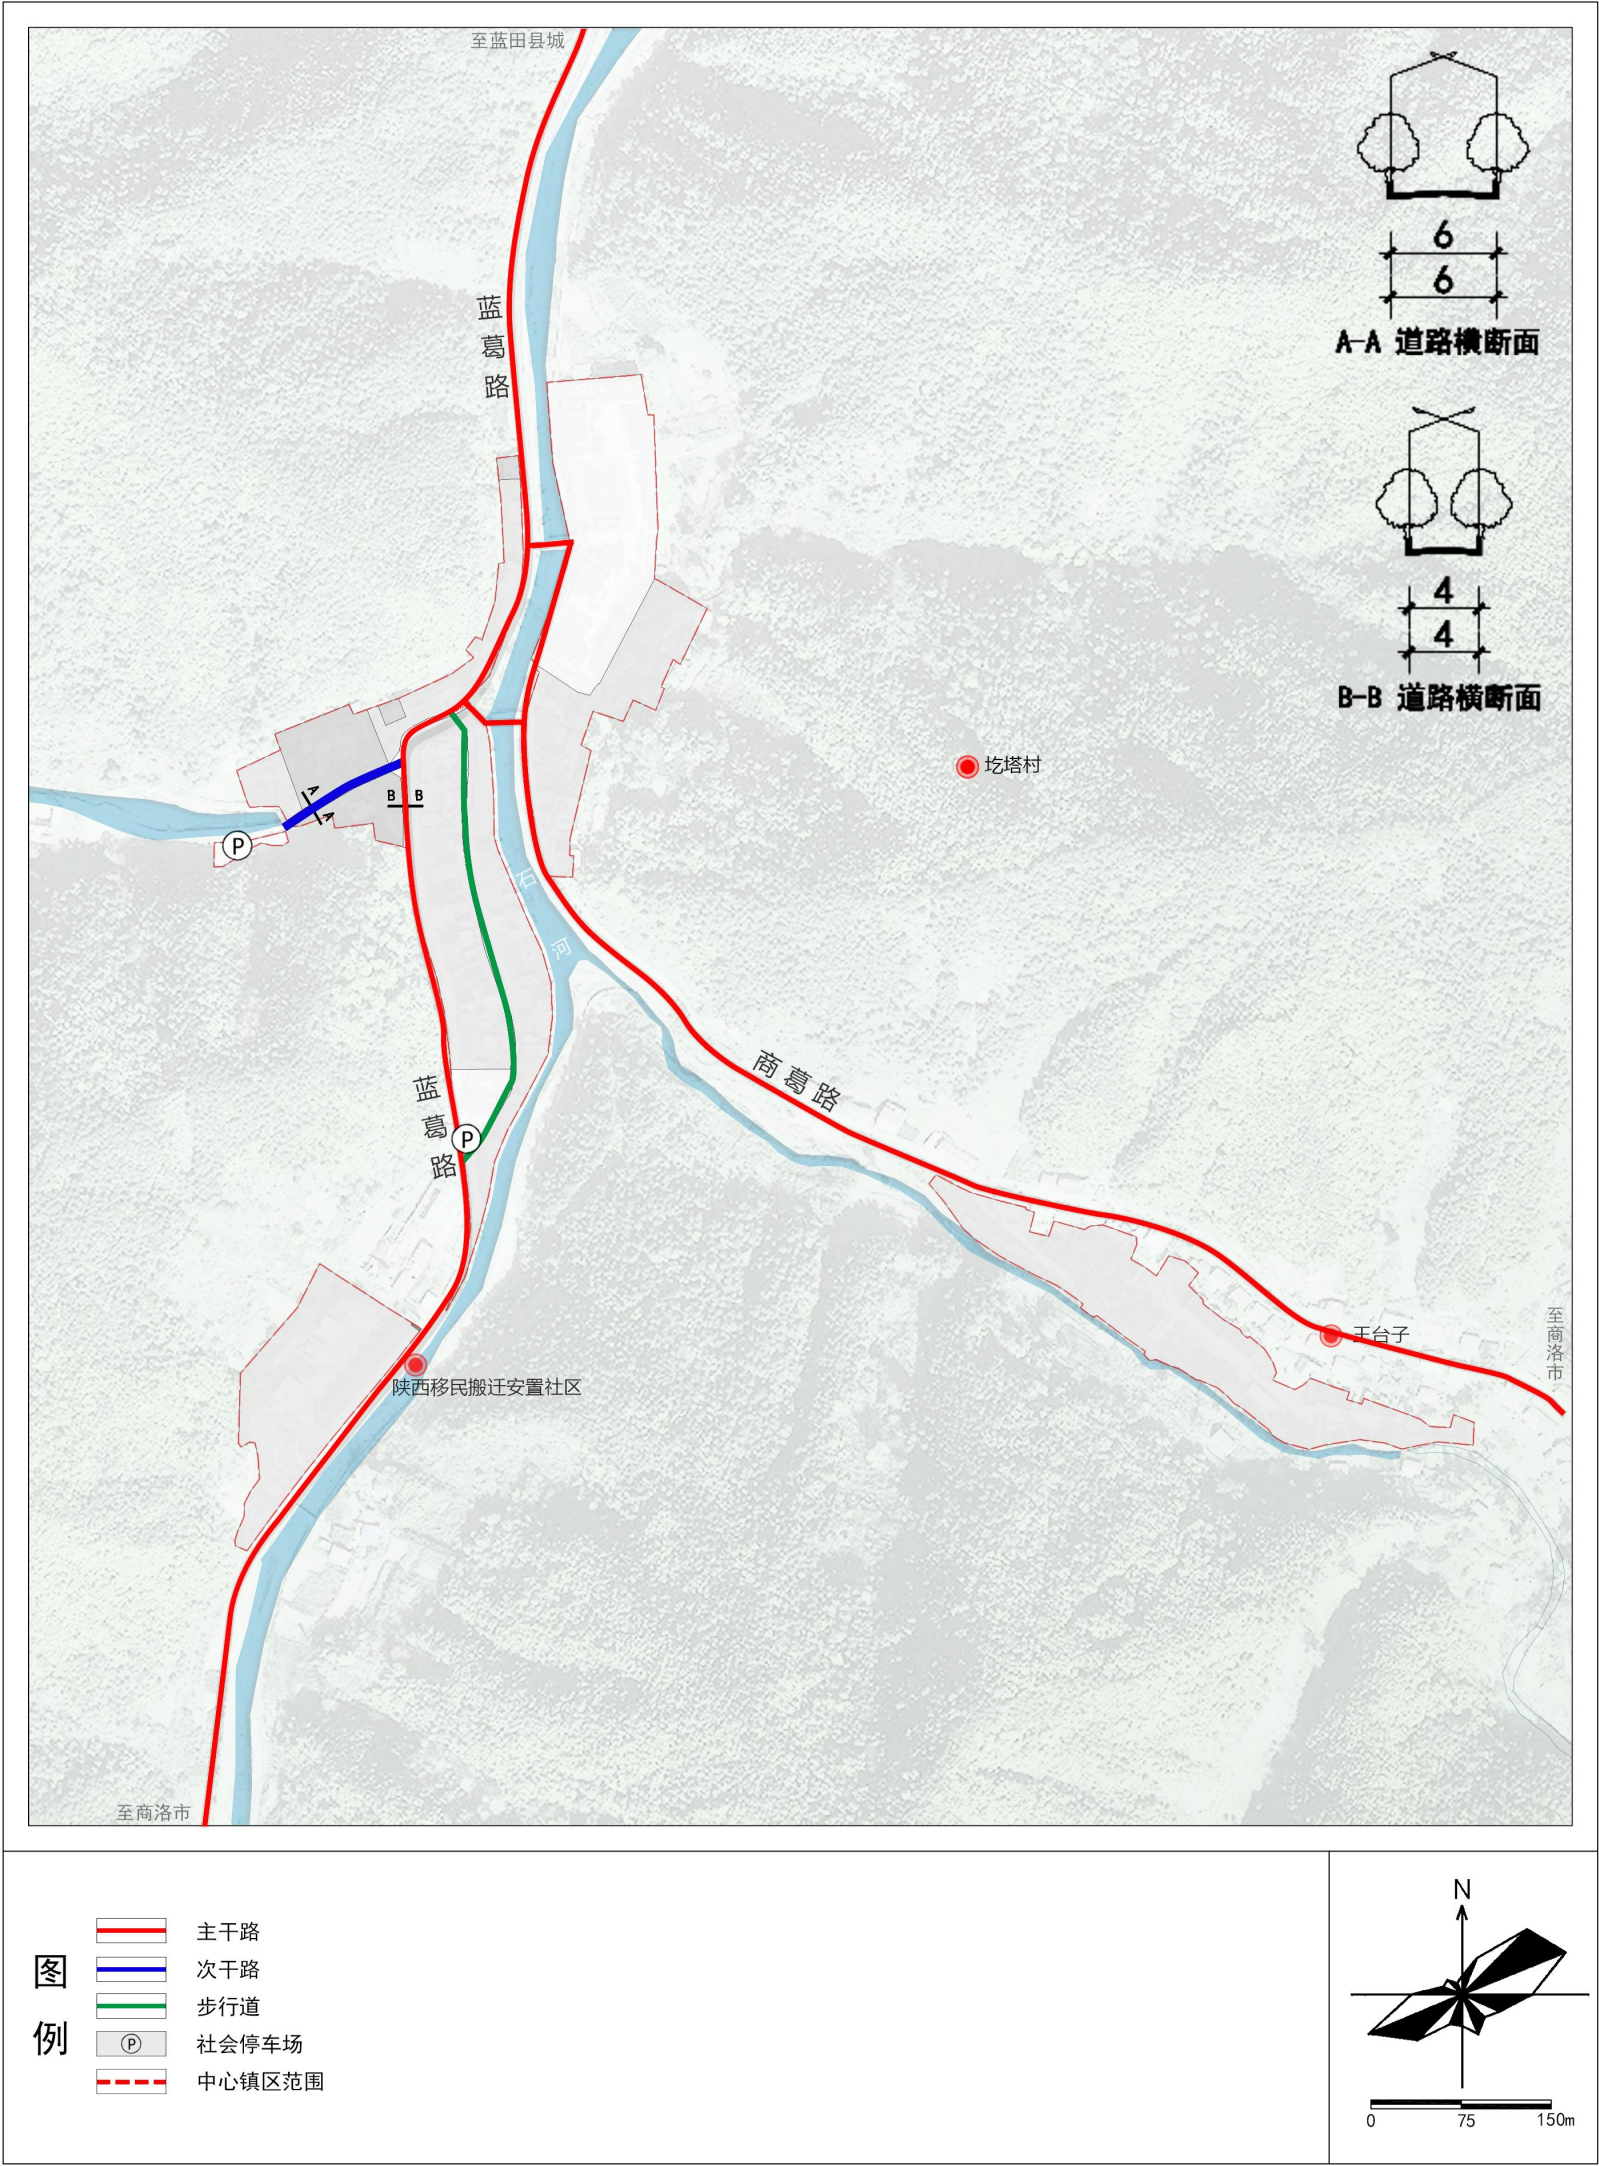 至蓝田县城
6
6
A-A 道路横断面
蓝葛路
4
4
B-B 道路横断面
圪塔村
A
A
B B
P
石河
商葛路
蓝葛路
P
王台子
至商洛市
陕西移民搬迁安置社区
至商洛市
图例
主干路
次干路
步行道
P 社会停车场
中心镇区范围
N
0 75 150m